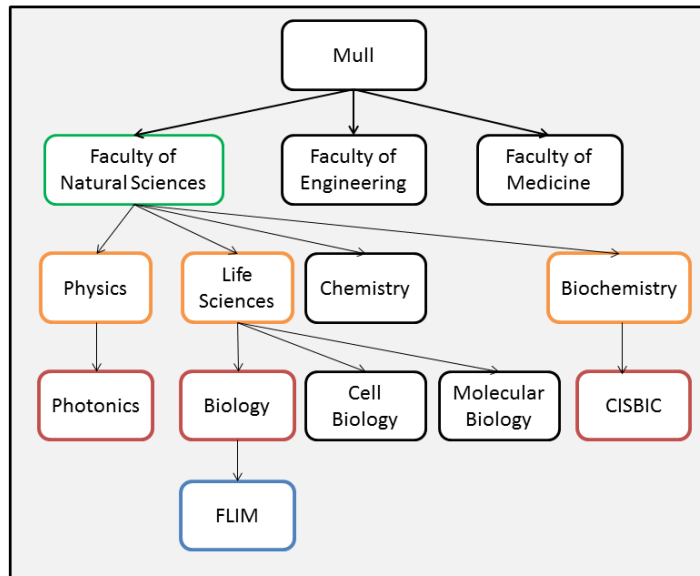 Mull
Faculty of
Natural Sciences
Faculty of
Engineering
Faculty of
Medicine
Physics
Life
Sciences
Chemistry
Biochemistry
Photonics
Biology
Cell
Biology
Molecular
Biology
CISBIC
FLIM